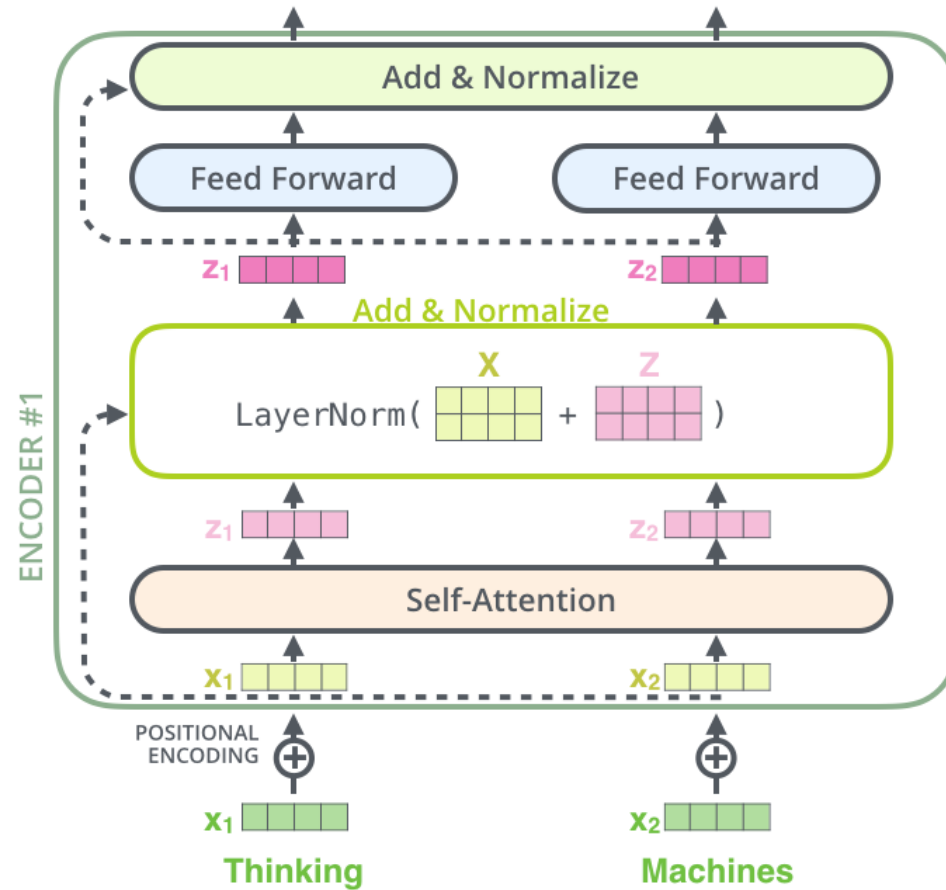 Add & Normalize
Feed Forward
Feed Forward
z1
z2
Add & Normalize
X
Z
LayerNorm( + )
ENCODER #1
z1
z2
Self-Attention
x1
x2
POSITIONAL
ENCODING
x1
x2
Thinking
Machines